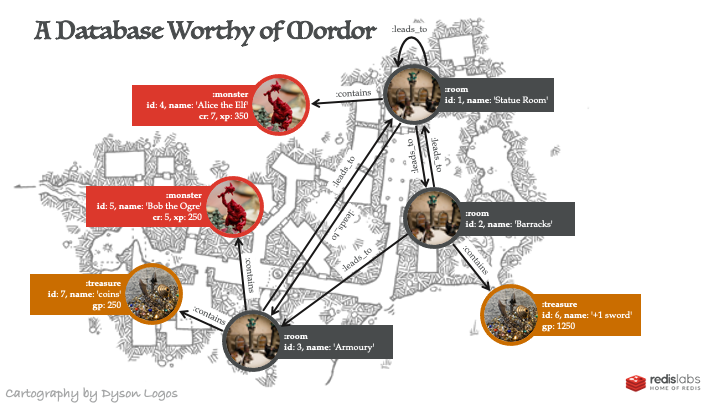 A Database Worthy of Mordor
:leads_to
:monster
id: 4, name: 'Alice the Elf'
cr: 7, xp: 350
:contains
:room
id: 1, name: 'Statue Room'
:leads_to
:leads_to
:leads_to
:leads_to
:monster
id: 5, name: 'Bob the Ogre'
cr: 5, xp: 250
:room
id: 2, name: 'Barracks'
:leads_to
:contains
:contains
:treasure
id: 7, name: 'coins'
gp: 250
:contains
:treasure
id: 6, name: '+1 sword'
gp: 1250
:room
id: 3, name: 'Armoury'
Cartography by Dyson Logos
redislabs
HOME OF REDIS